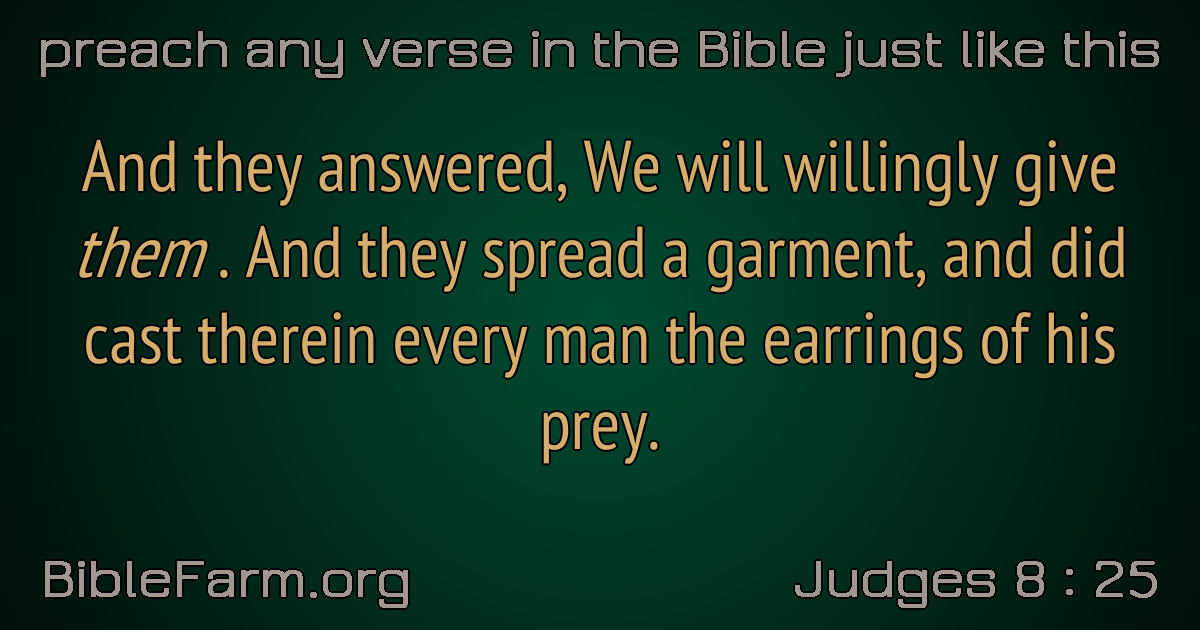 preach any verse in the Bible just like this
And they answered, We will willingly give
them . And they spread a garment, and did
cast therein every man the earrings of his
prey.
BibleFarm.org
Judges 8 : 25